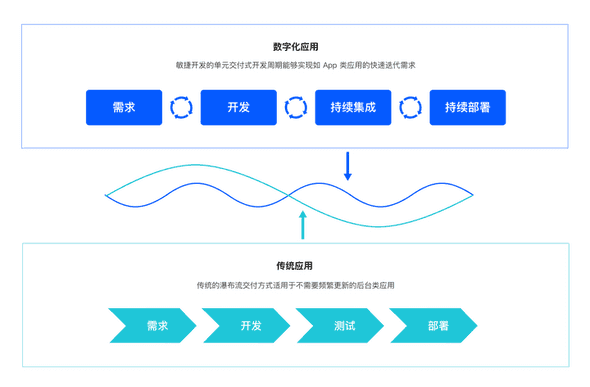 数字化应用
敏捷开发的单元交付式开发周期能够实现如 App 类应用的快速迭代需求
需求
开发
持续集成
持续部署
传统应用
传统的瀑布流交付方式适用于不需要频繁更新的后台类应用
需求
开发
测试
部署